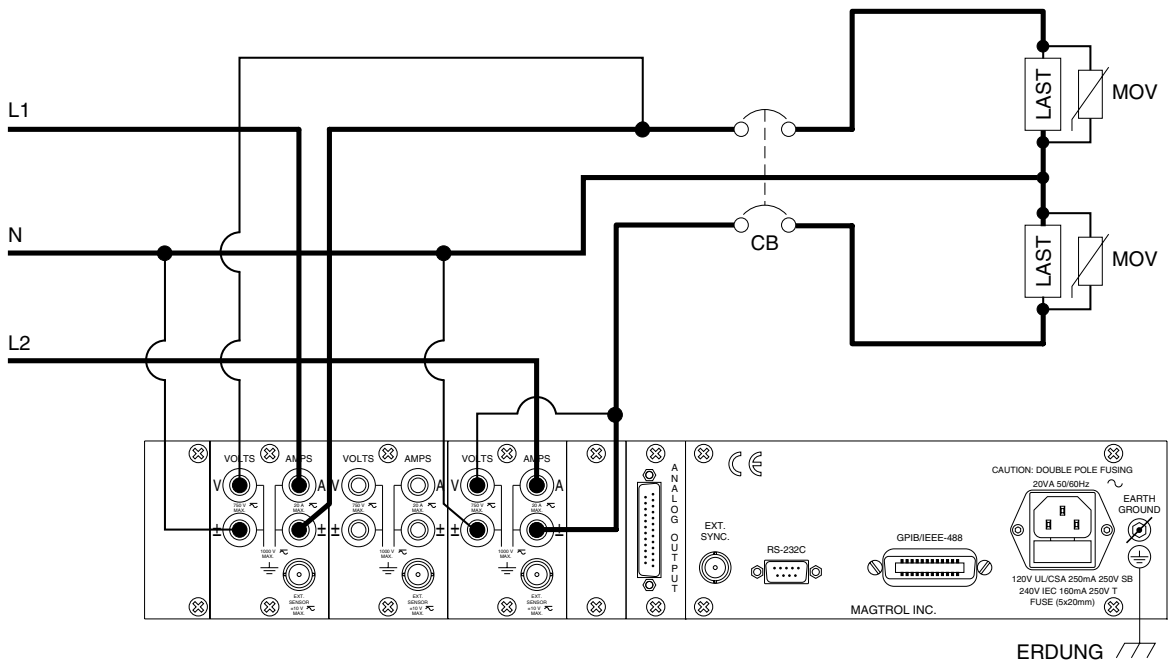 L1
N
L2
LAST
MOV
LAST
MOV
CB
VOLTS AMPS VOLTS AMPS VOLTS AMPS
V A V A V A
750 V MAX.
20 A MAX.
750 V MAX.
20 A MAX.
750 V MAX.
20 A MAX.
± ± ± ± ± ±
1000 V MAX.
1000 V MAX.
1000 V MAX.
EXT. SENSOR ±10 V MAX.
EXT. SENSOR ±10 V MAX.
EXT. SENSOR ±10 V MAX.
ANALOG OUTPUT
CE
EXT. SYNC.
RS-232C
GPIB/IEEE-488
MAGTROL INC.
CAUTION: DOUBLE POLE FUSING
20VA 50/60Hz
EARTH GROUND
120V UL/CSA 250mA 250V SB
240V IEC 160mA 250V T
FUSE (5x20mm)
ERDUNG